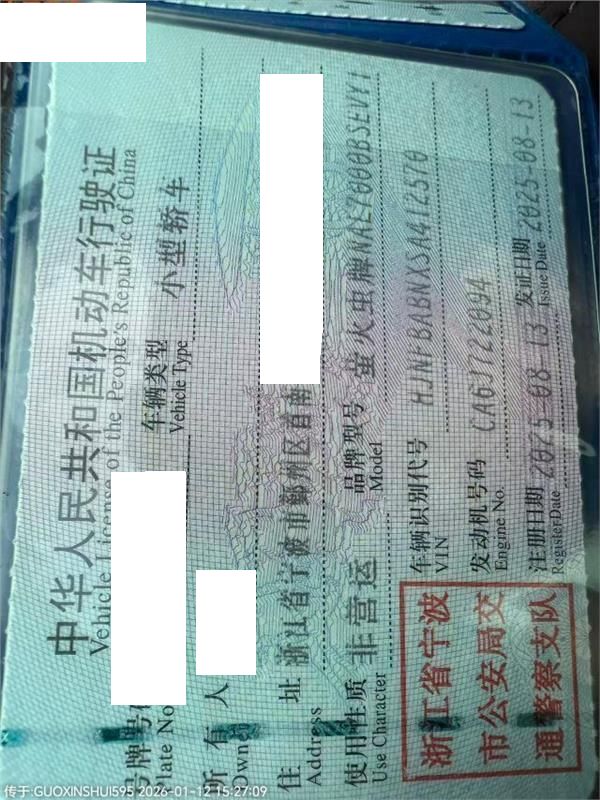 中华人民共和国机动车行驶证
Vehicle License of the People's Republic of China
号牌号码
Plate No.
车辆类型
Vehicle Type
小型轿车
所有人
Owner
住址
Address
浙江省宁波市鄞州区首南
使用性质
Use Character
非营运
品牌型号
Model
萤火虫牌NAL7000BSEVY1
车辆识别代号
VIN
HJNFBABNXSA412570
发动机号码
Engine No.
CA6J722094
注册日期
Register Date
2025-08-13
发证日期
Issue Date
2025-08-13
浙江省宁波
市公安局交
通警察支队
传于:GUOXINSHUI595 2026-01-12 15:27:09